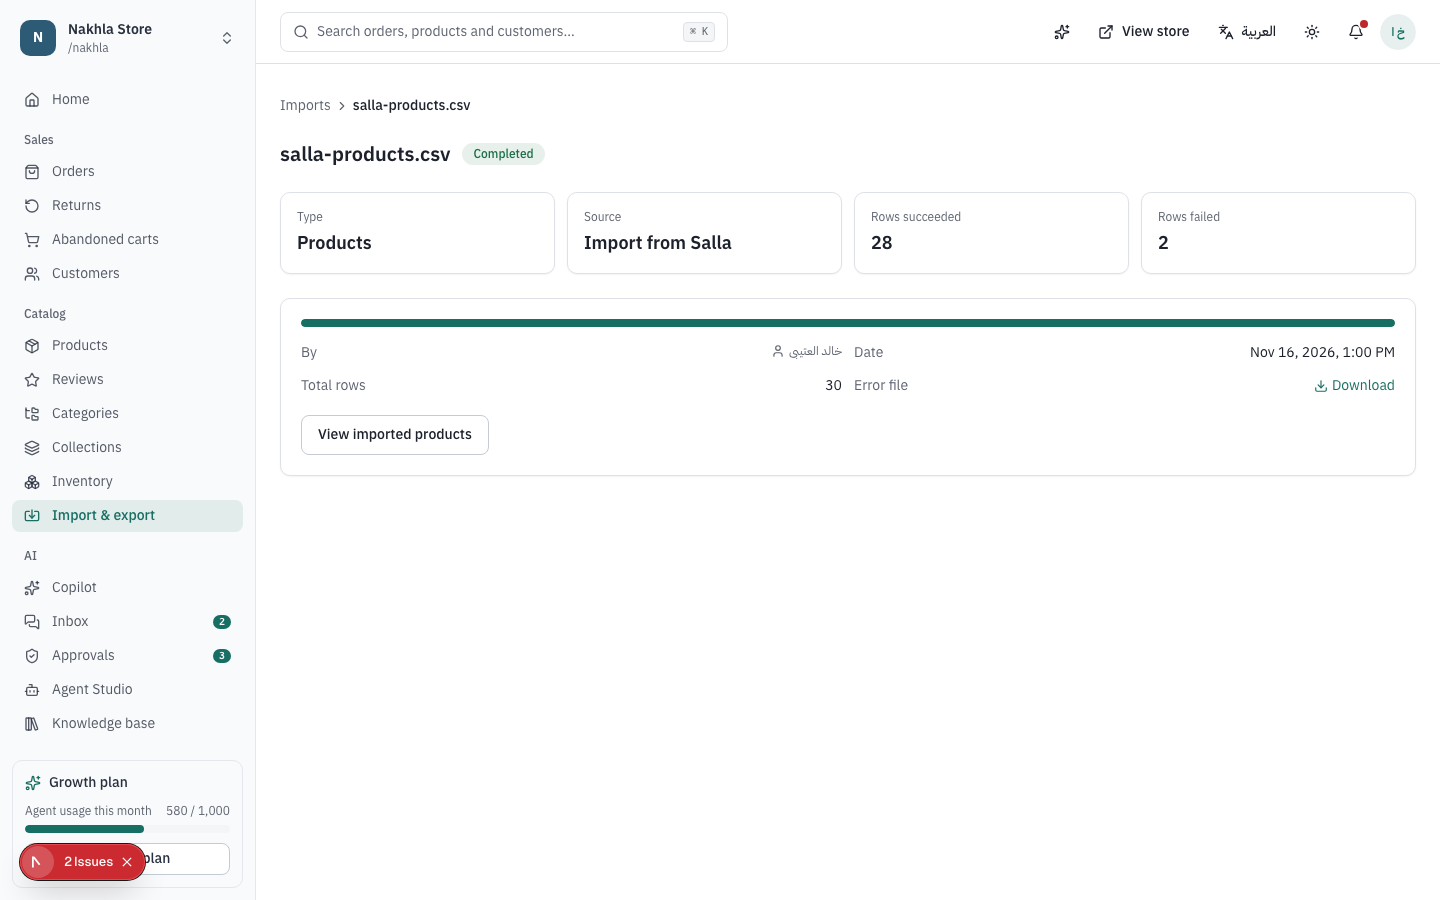 N
Nakhla Store
/nakhla
Search orders, products and customers...
⌘ K
View store
العربية
خ ا
Home
Sales
Orders
Returns
Abandoned carts
Customers
Catalog
Products
Reviews
Categories
Collections
Inventory
Import & export
AI
Copilot
Inbox
2
Approvals
3
Agent Studio
Knowledge base
Growth plan
Agent usage this month
580 / 1,000
plan
2 Issues
Imports
salla-products.csv
salla-products.csv
Completed
Type
Products
Source
Import from Salla
Rows succeeded
28
Rows failed
2
By
خالد العتيبي
Date
Nov 16, 2026, 1:00 PM
Total rows
30
Error file
Download
View imported products